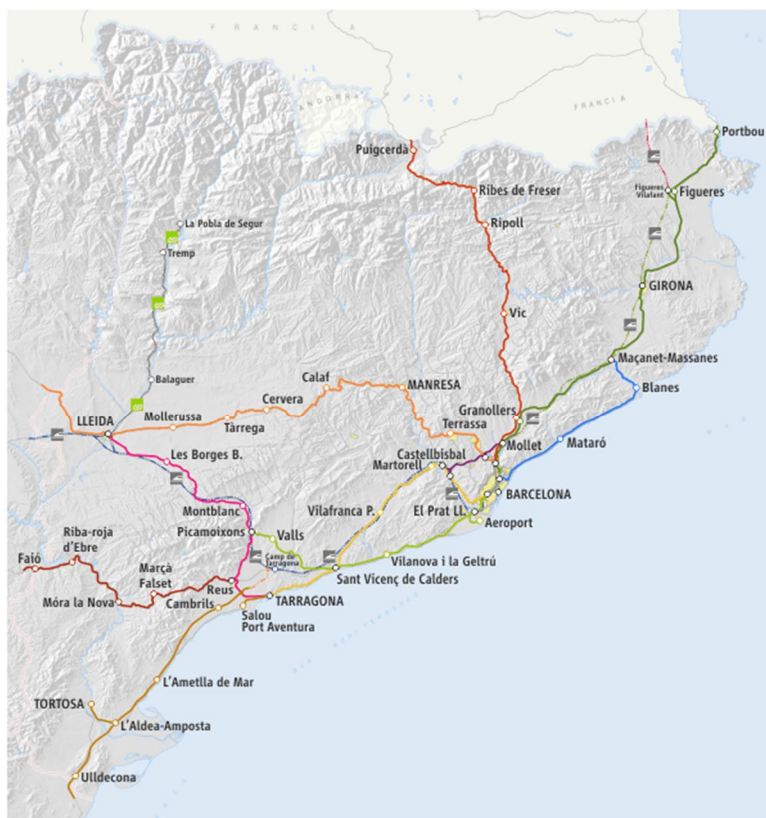 F R A N C I A
ANDORRA
FRANCIA
Portbou
Puigcerdà
Ribes de Freser
Figueres
Vilafant
Figueres
La Pobla de Segur
Ripoll
Tremp
GIRONA
Vic
Maçanet-Massanes
Balaguer
Calaf
MANRESA
Blanes
Cervera
Granollers
LLEIDA
Mollerussa
Tàrrega
Terrassa
Mollet
Mataró
Les Borges B.
Castellbisbal
Martorell
BARCELONA
Montblanc
Vilafranca P.
El Prat Ll.
Aeroport
Picamoixons
Valls
Riba-roja
d'Ebre
Faió
Camp de
Tarragona
Vilanova i la Geltrú
Marçà
Falset
Sant Vicenç de Calders
Reus
Móra la Nova
Cambrils
TARRAGONA
Salou
Port Aventura
L'Ametlla de Mar
TORTOSA
L'Aldea-Amposta
Ulldecona